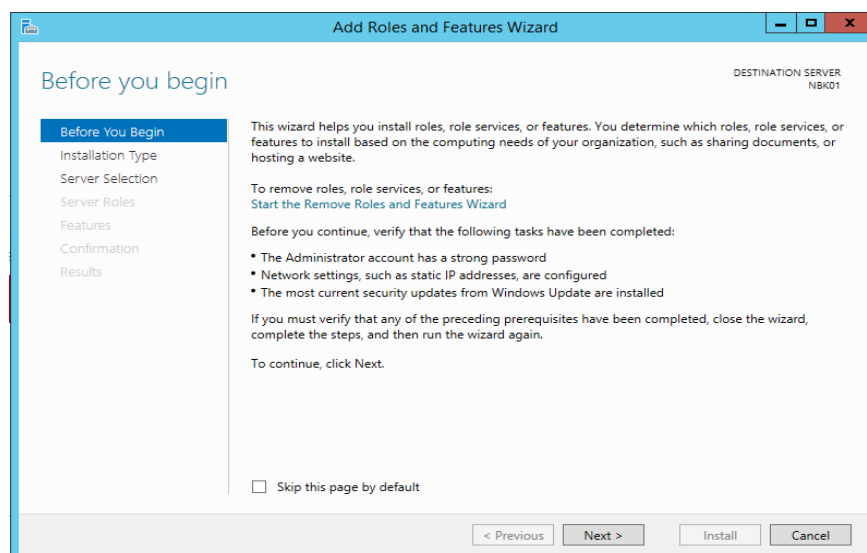 Add Roles and Features Wizard
Before you begin
DESTINATION SERVER
NBK01
Before You Begin
Installation Type
Server Selection
Server Roles
Features
Confirmation
Results
This wizard helps you install roles, role services, or features. You determine which roles, role services, or
features to install based on the computing needs of your organization, such as sharing documents, or
hosting a website.
To remove roles, role services, or features:
Start the Remove Roles and Features Wizard
Before you continue, verify that the following tasks have been completed:
• The Administrator account has a strong password
• Network settings, such as static IP addresses, are configured
• The most current security updates from Windows Update are installed
If you must verify that any of the preceding prerequisites have been completed, close the wizard,
complete the steps, and then run the wizard again.
To continue, click Next.
Skip this page by default
< Previous
Next >
Install
Cancel